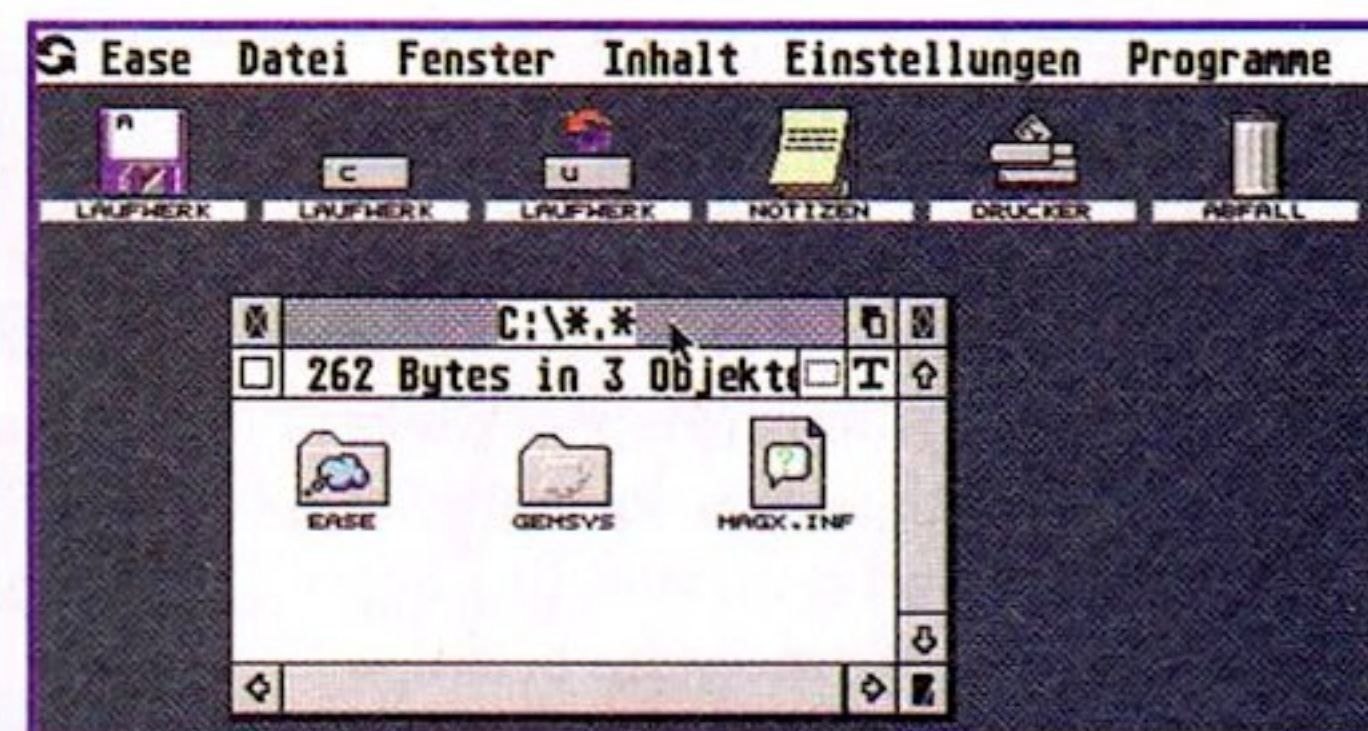 Ease Datei Fenster Inhalt Einstellungen Programme
A
C
U
LAUFWERK LAUFWERK LAUFWERK NOTIZEN DRUCKER ABFALL
C:\*.*
262 Bytes in 3 Objekte
T
?
EASE GEMSYS MAGX.INF